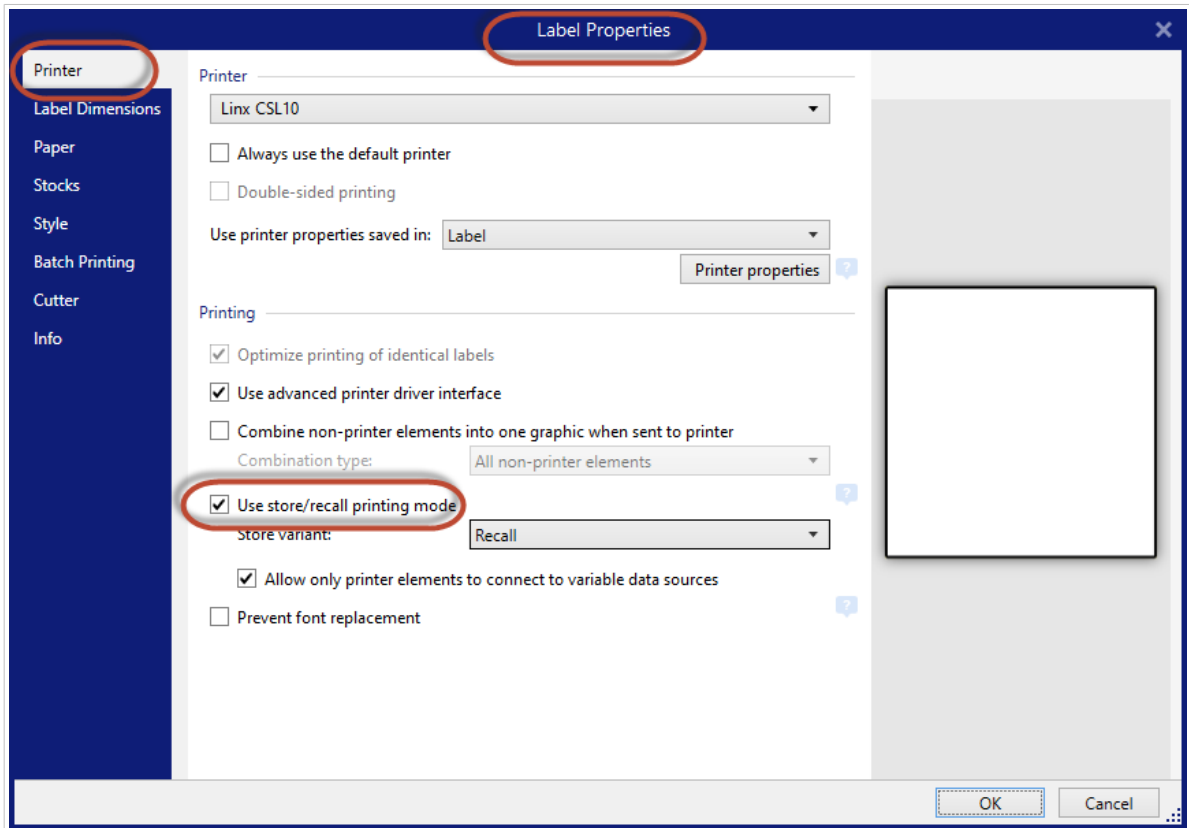 Label Properties
Printer
Label Dimensions
Paper
Stocks
Style
Batch Printing
Cutter
Info
Printer
Linx CSL10
Always use the default printer
Double-sided printing
Use printer properties saved in: Label
Printer properties ?
Printing
Optimize printing of identical labels
Use advanced printer driver interface
Combine non-printer elements into one graphic when sent to printer
Combination type: All non-printer elements
?
Use store/recall printing mode
Store variant: Recall
Allow only printer elements to connect to variable data sources
?
Prevent font replacement
OK Cancel